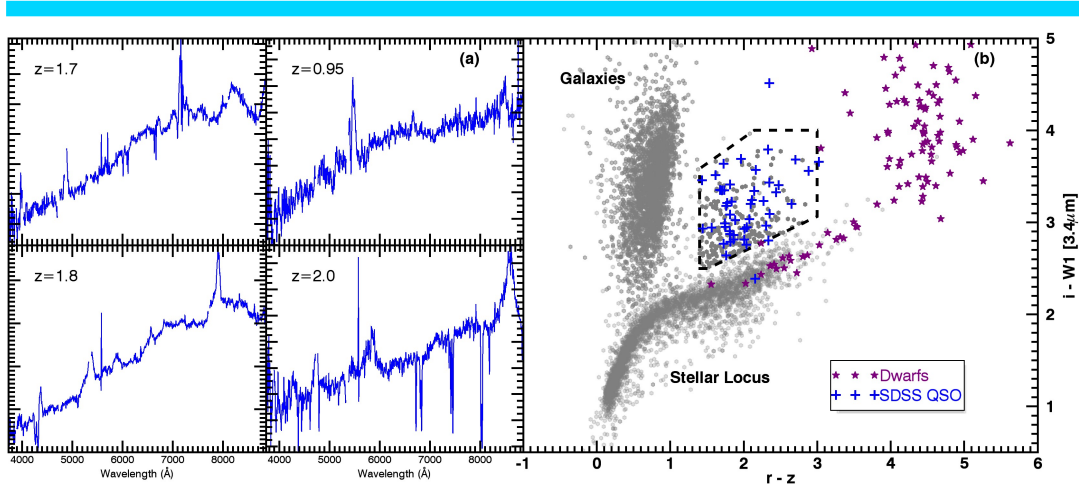 z=1.7
z=0.95
(a)
z=1.8
z=2.0
4000 5000 6000 7000 8000
Wavelength (Å)
4000 5000 6000 7000 8000
Wavelength (Å)
(b)
Galaxies
Stellar Locus
Dwarfs
SDSS QSO
5
4
3
2
1
i - W1 [3.4μm]
-1 0 1 2 3 4 5 6
r - z